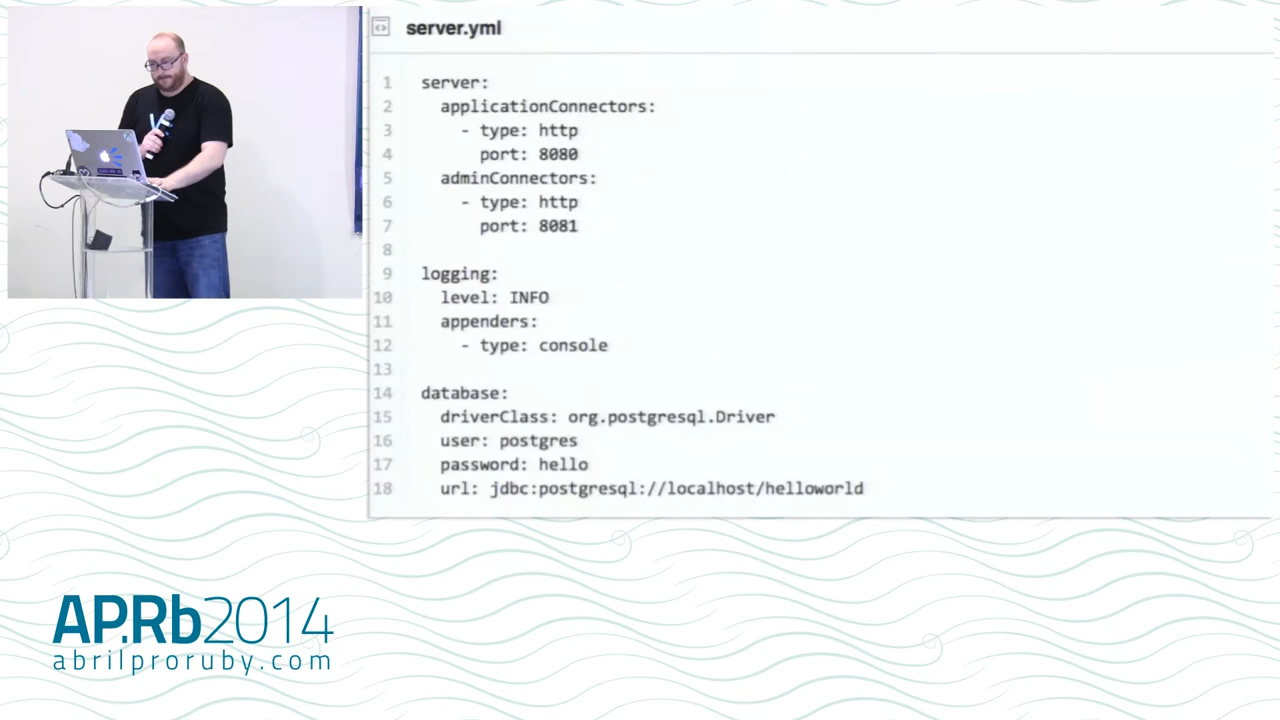 server.yml
1 server:
2 applicationConnectors:
3 - type: http
4 port: 8080
5 adminConnectors:
6 - type: http
7 port: 8081
8
9 logging:
10 level: INFO
11 appenders:
12 - type: console
13
14 database:
15 driverClass: org.postgresql.Driver
16 user: postgres
17 password: hello
18 url: jdbc:postgresql://localhost/helloworld
AP.Rb2014
abrilproruby.com